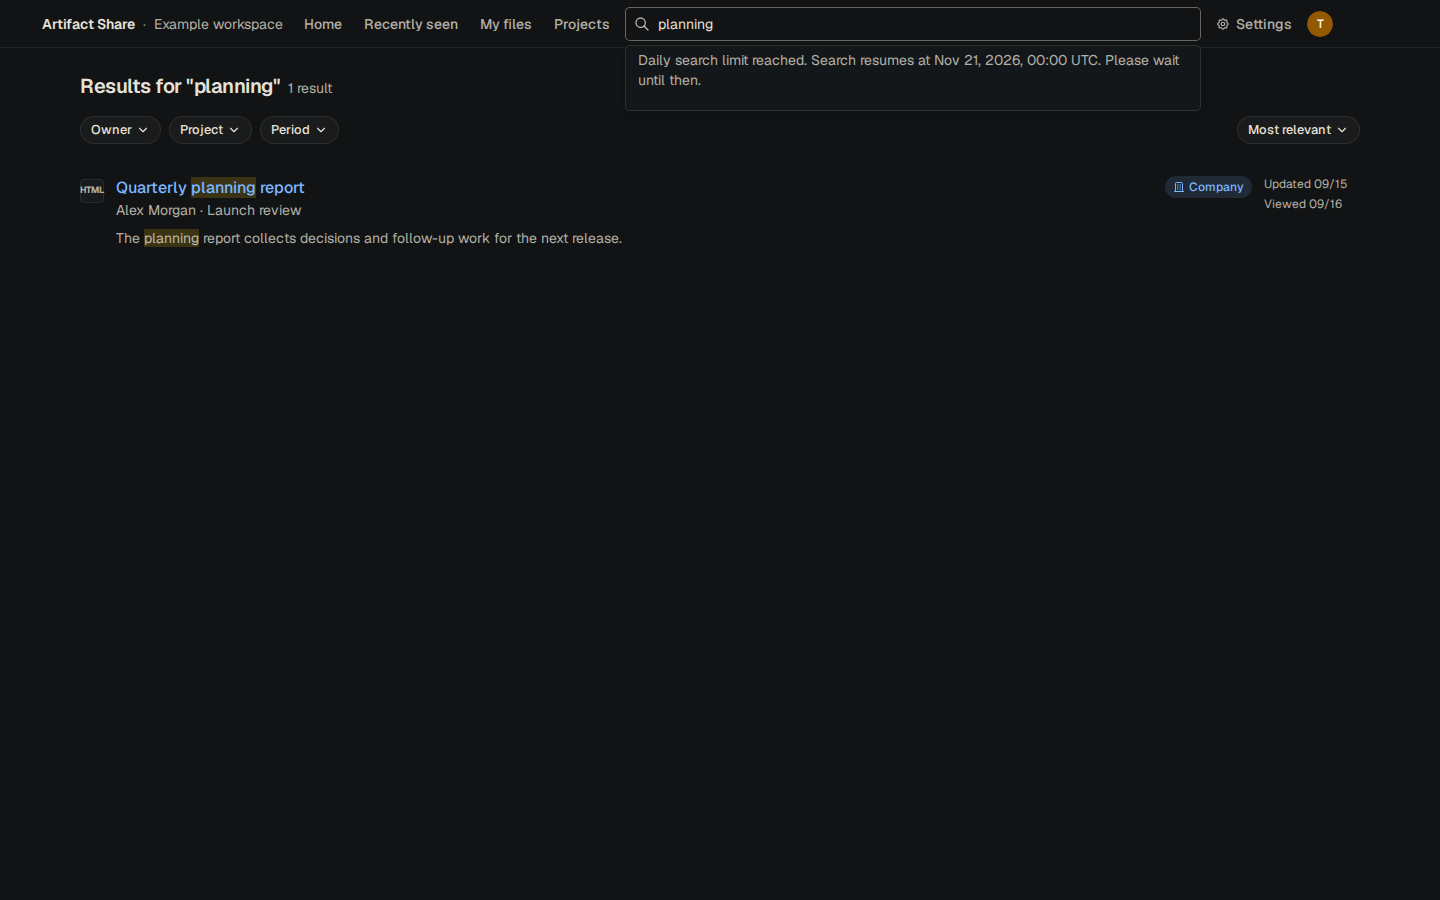 Artifact Share · Example workspace Home Recently seen My files Projects planning Settings T
Daily search limit reached. Search resumes at Nov 21, 2026, 00:00 UTC. Please wait
until then.
Results for "planning" 1 result
Owner Project Period Most relevant
HTML Quarterly planning report Company Updated 09/15
Alex Morgan · Launch review Viewed 09/16
The planning report collects decisions and follow-up work for the next release.